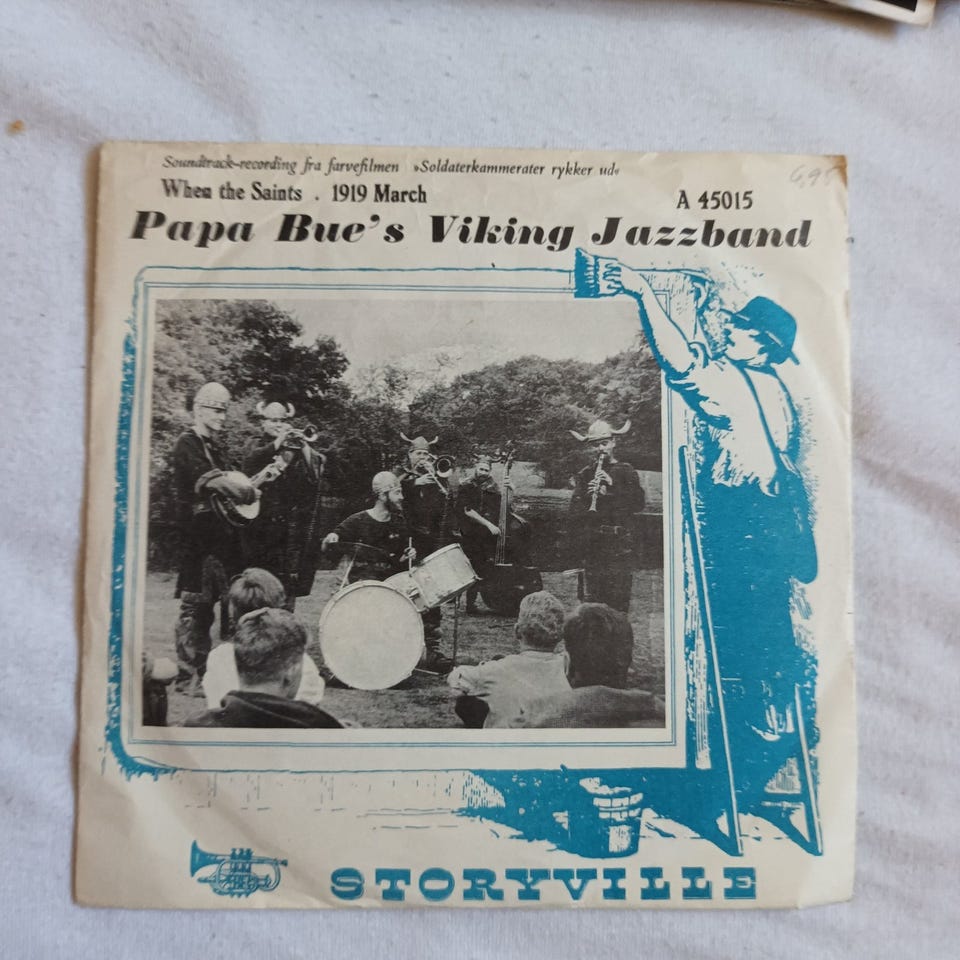 Soundtrack-recording fra farvefilmen »Soldaterkammerater rykker ud«
When the Saints . 1919 March
A 45015
6,95
Papa Bue's Viking Jazzband
STORYVILLE